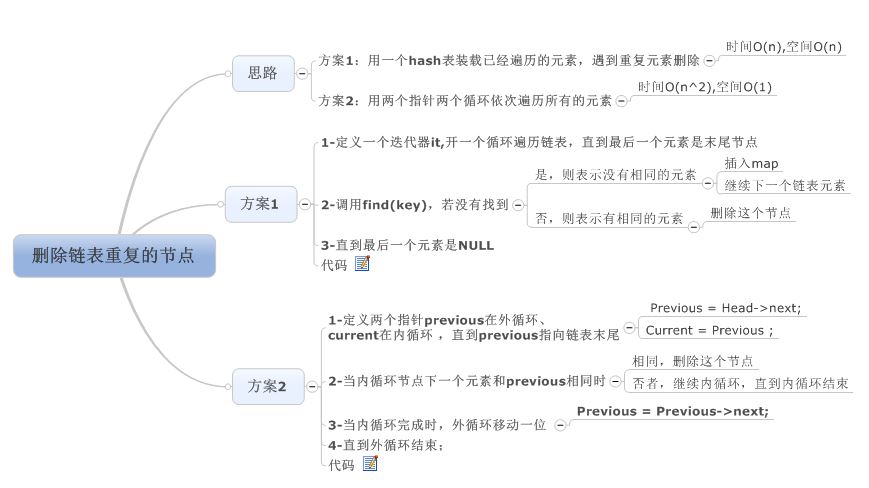 删除链表重复的节点
思路
方案1：用一个hash表装载已经遍历的元素，遇到重复元素删除
时间O(n),空间O(n)
方案2：用两个指针两个循环依次遍历所有的元素
时间O(n^2),空间O(1)
方案1
1-定义一个迭代器it,开一个循环遍历链表，直到最后一个元素是末尾节点
2-调用find(key)，若没有找到
是，则表示没有相同的元素
插入map
继续下一个链表元素
否，则表示有相同的元素
删除这个节点
3-直到最后一个元素是NULL
代码
方案2
1-定义两个指针previous在外循环、
current在内循环 ，直到previous指向链表末尾
Previous = Head->next;
Current = Previous ;
2-当内循环节点下一个元素和previous相同时
相同，删除这个节点
否者，继续内循环，直到内循环结束
3-当内循环完成时，外循环移动一位
Previous = Previous->next;
4-直到外循环结束；
代码